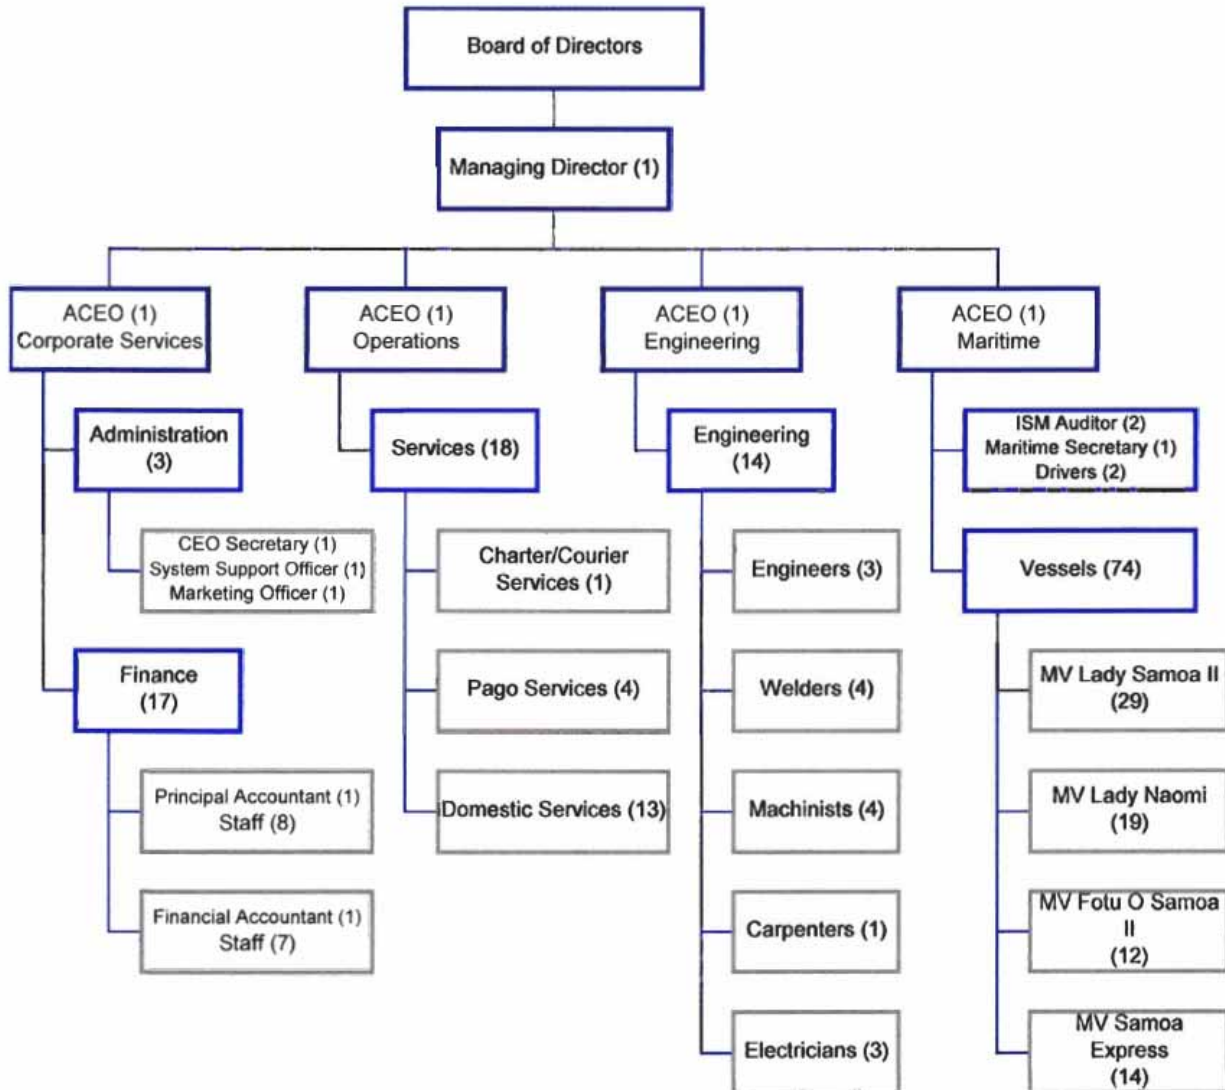 Board of Directors
Managing Director (1)
ACEO (1)
Corporate Services
ACEO (1)
Operations
ACEO (1)
Engineering
ACEO (1)
Maritime
Administration
(3)
Services (18)
Engineering
(14)
ISM Auditor (2)
Maritime Secretary (1)
Drivers (2)
CEO Secretary (1)
System Support Officer (1)
Marketing Officer (1)
Charter/Courier
Services (1)
Engineers (3)
Vessels (74)
Finance
(17)
Pago Services (4)
Welders (4)
MV Lady Samoa II
(29)
Principal Accountant (1)
Staff (8)
Domestic Services (13)
Machinists (4)
MV Lady Naomi
(19)
Financial Accountant (1)
Staff (7)
Carpenters (1)
MV Fotu O Samoa
II
(12)
Electricians (3)
MV Samoa
Express
(14)